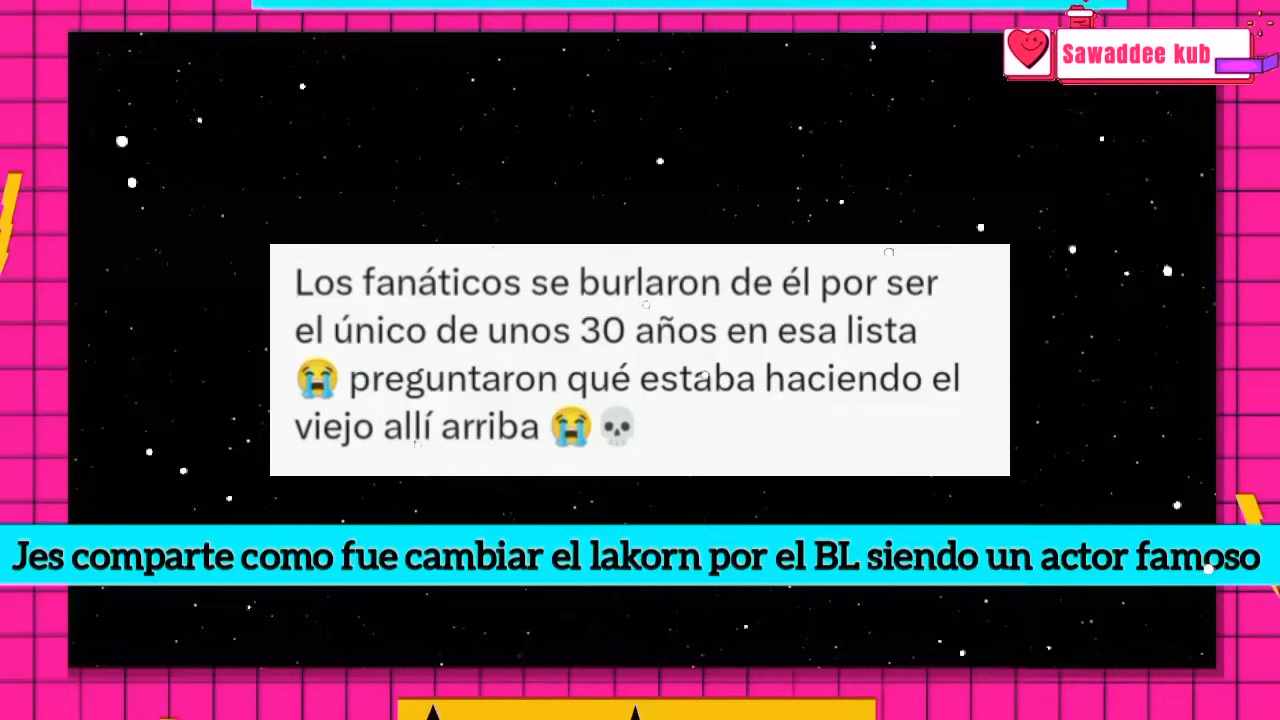 Sawaddee kub
Los fanáticos se burlaron de él por ser
el único de unos 30 años en esa lista
😭 preguntaron qué estaba haciendo el
viejo allí arriba 😭💀
Jes comparte como fue cambiar el lakorn por el BL siendo un actor famoso